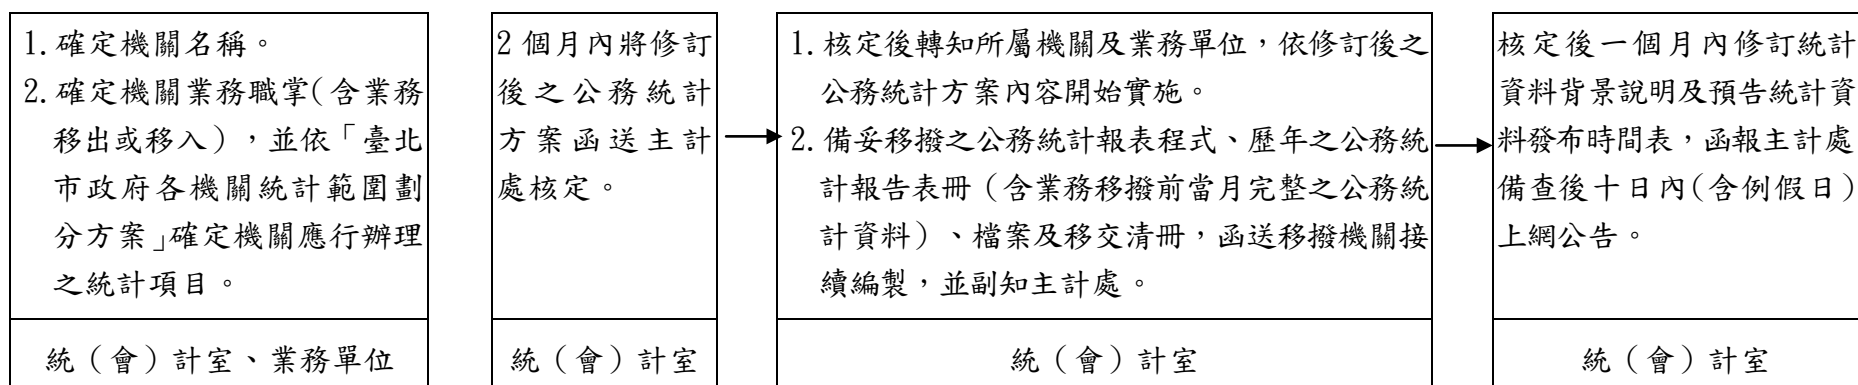 1.確定機關名稱。
2.確定機關業務職掌(含業務
移出或移入),並依「臺北
市政府各機關統計範圍劃
分方案」確定機關應行辦理
之統計項目。
統(會)計室、業務單位
2個月內將修訂
後之公務統計
方案函送主計
處核定。
統(會)計室
1.核定後轉知所屬機關及業務單位,依修訂後之
公務統計方案內容開始實施。
2.備妥移撥之公務統計報表程式、歷年之公務統
計報告表冊(含業務移撥前當月完整之公務統
計資料)、檔案及移交清冊,函送移撥機關接
續編製,並副知主計處。
統(會)計室
核定後一個月內修訂統計
資料背景說明及預告統計資
料發布時間表,函報主計處
備查後十日內(含例假日)
上網公告。
統(會)計室